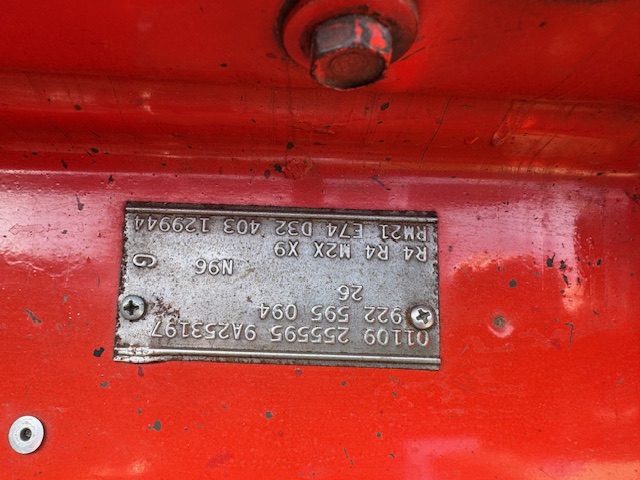 01109 255595 9A253197
922 595 094
26
N96 G
R4 R4 M2X X9
RM21 E74 D32 403 129944